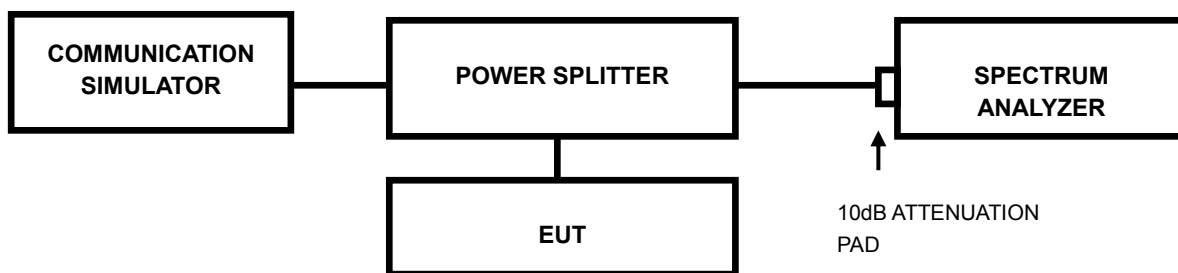 COMMUNICATION
SIMULATOR
POWER SPLITTER
SPECTRUM
ANALYZER
EUT
10dB ATTENUATION
PAD